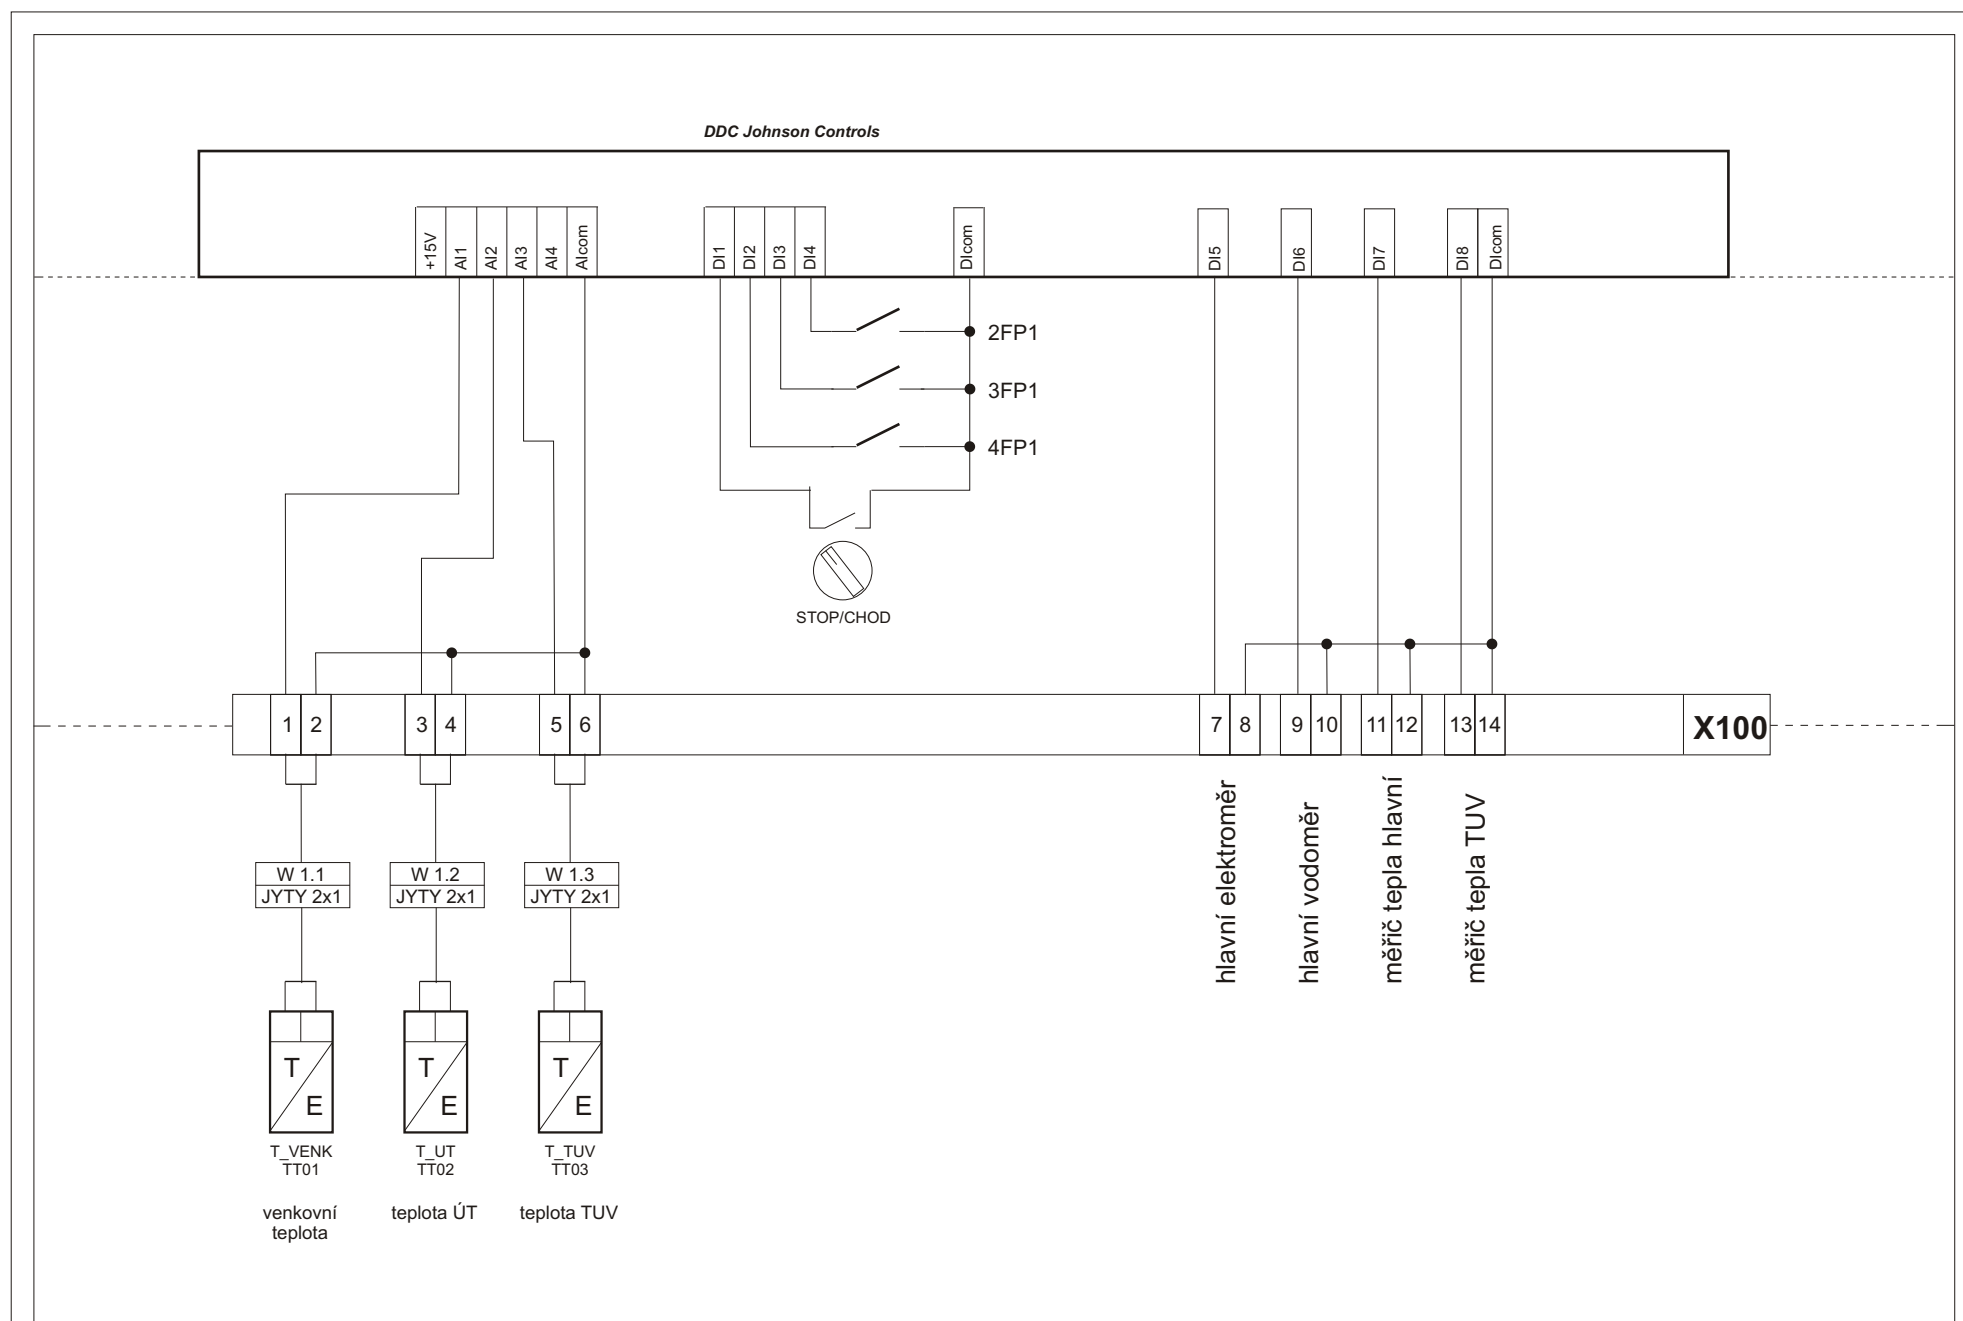 DDC Johnson Controls
+15V
AI1
AI2
AI3
AI4
AIcom
DI1
DI2
DI3
DI4
DIcom
DI5
DI6
DI7
DI8
DIcom
2FP1
3FP1
4FP1
STOP/CHOD
1
2
3
4
5
6
7
8
9
10
11
12
13
14
X100
hlavní elektroměr
hlavní vodoměr
měřič tepla hlavní
měřič tepla TUV
W 1.1
JYTY 2x1
W 1.2
JYTY 2x1
W 1.3
JYTY 2x1
T
E
T
E
T
E
T_VENK
TT01
T_UT
TT02
T_TUV
TT03
venkovní
teplota
teplota ÚT
teplota TUV